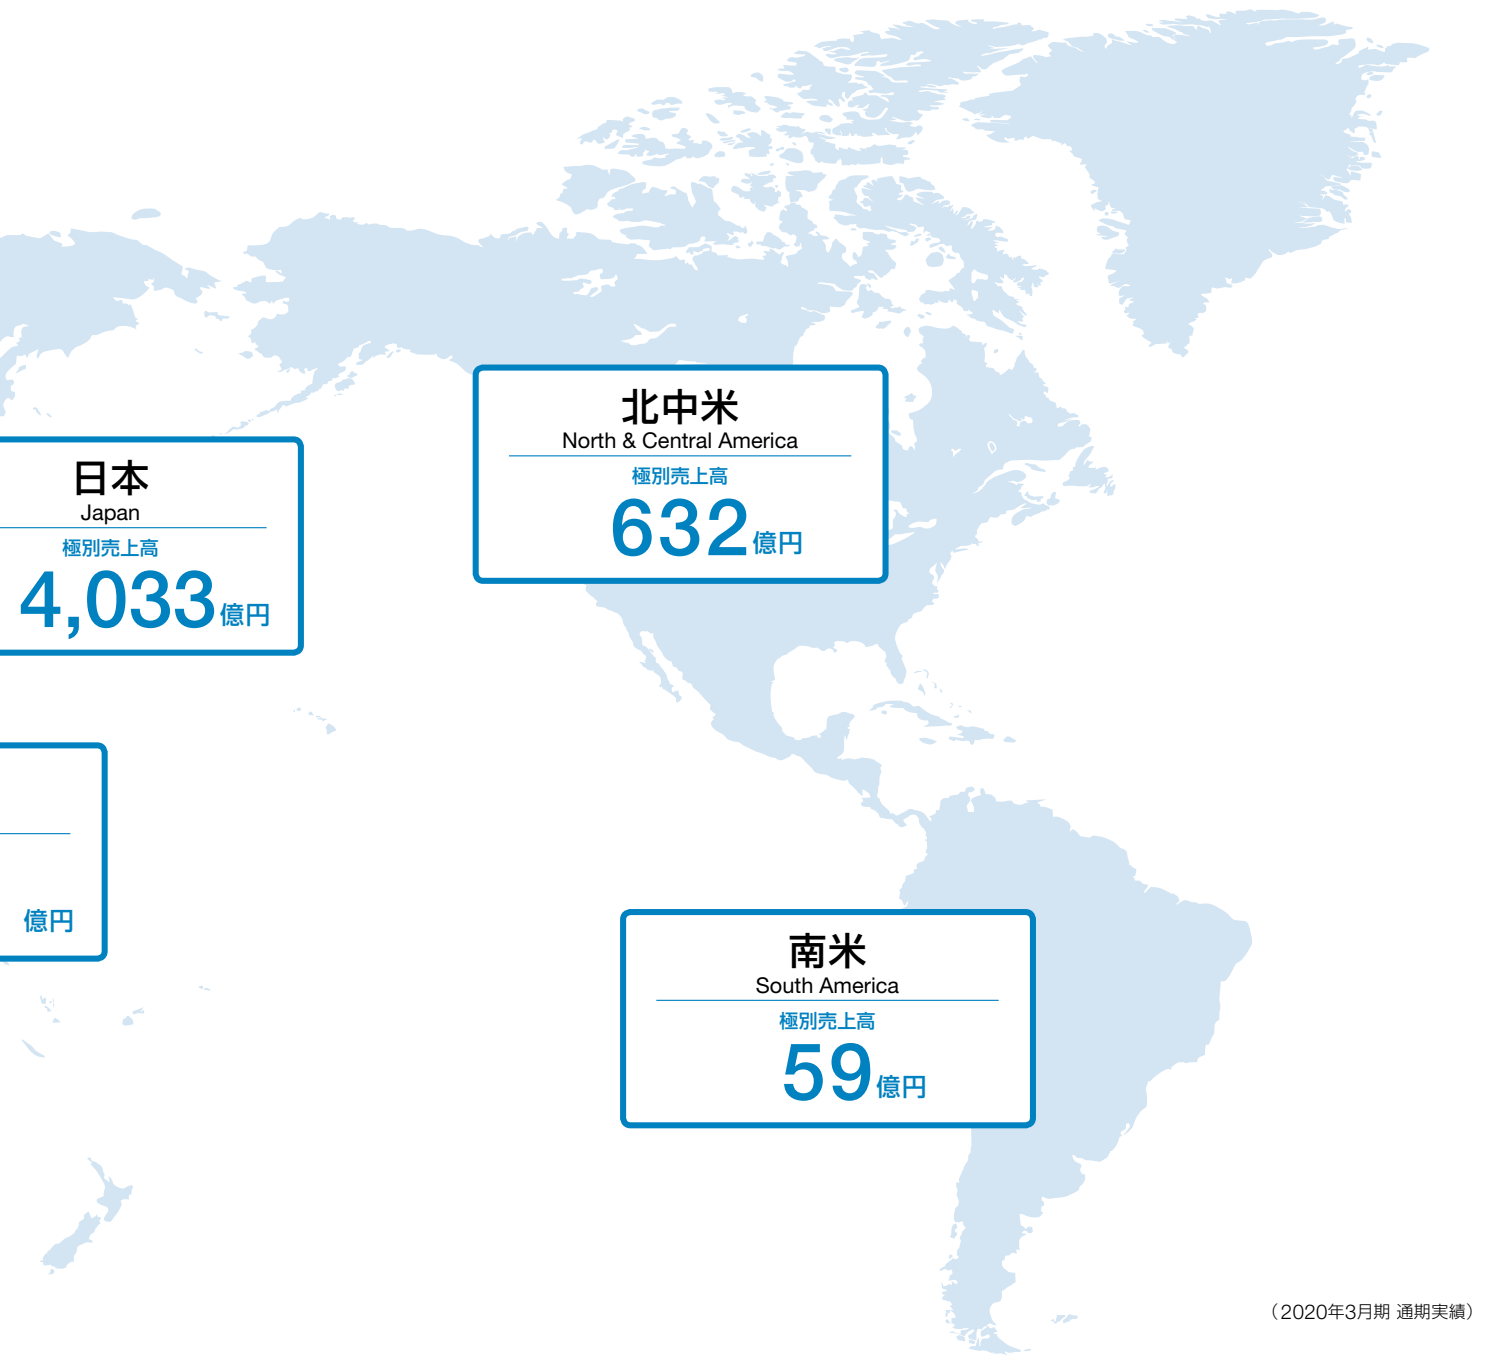 北中米
North & Central America
極別売上高
632億円
日本
Japan
極別売上高
4,033億円
億円
南米
South America
極別売上高
59億円
（2020年3月期 通期実績）